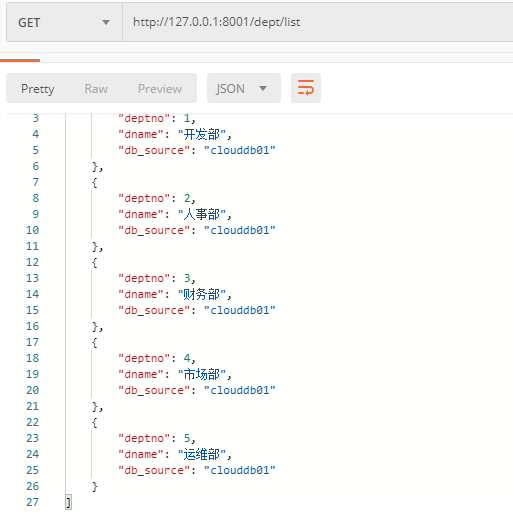 GET http://127.0.0.1:8001/dept/list
Pretty Raw Preview JSON
3 "deptno": 1,
4 "dname": "开发部",
5 "db_source": "clouddb01"
6 },
7 {
8 "deptno": 2,
9 "dname": "人事部",
10 "db_source": "clouddb01"
11 },
12 {
13 "deptno": 3,
14 "dname": "财务部",
15 "db_source": "clouddb01"
16 },
17 {
18 "deptno": 4,
19 "dname": "市场部",
20 "db_source": "clouddb01"
21 },
22 {
23 "deptno": 5,
24 "dname": "运维部",
25 "db_source": "clouddb01"
26 }
27 ]